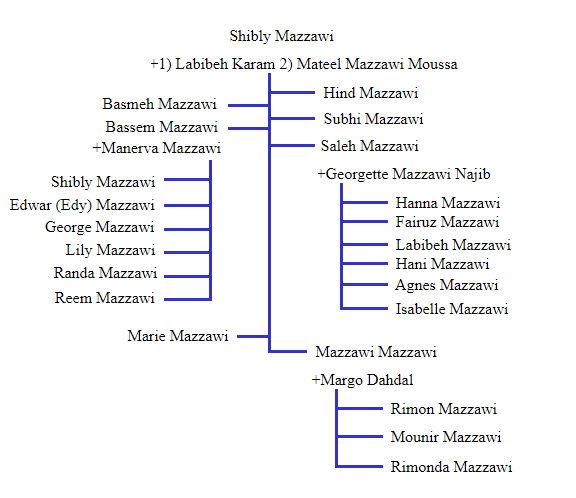 Shibly Mazzawi
+1) Labibeh Karam 2) Mateel Mazzawi Moussa
Hind Mazzawi
Basmeh Mazzawi
Subhi Mazzawi
Bassem Mazzawi
+Manerva Mazzawi
Saleh Mazzawi
+Georgette Mazzawi Najib
Shibly Mazzawi
Edwar (Edy) Mazzawi
George Mazzawi
Lily Mazzawi
Randa Mazzawi
Reem Mazzawi
Hanna Mazzawi
Fairuz Mazzawi
Labibeh Mazzawi
Hani Mazzawi
Agnes Mazzawi
Isabelle Mazzawi
Marie Mazzawi
Mazzawi Mazzawi
+Margo Dahdal
Rimon Mazzawi
Mounir Mazzawi
Rimonda Mazzawi